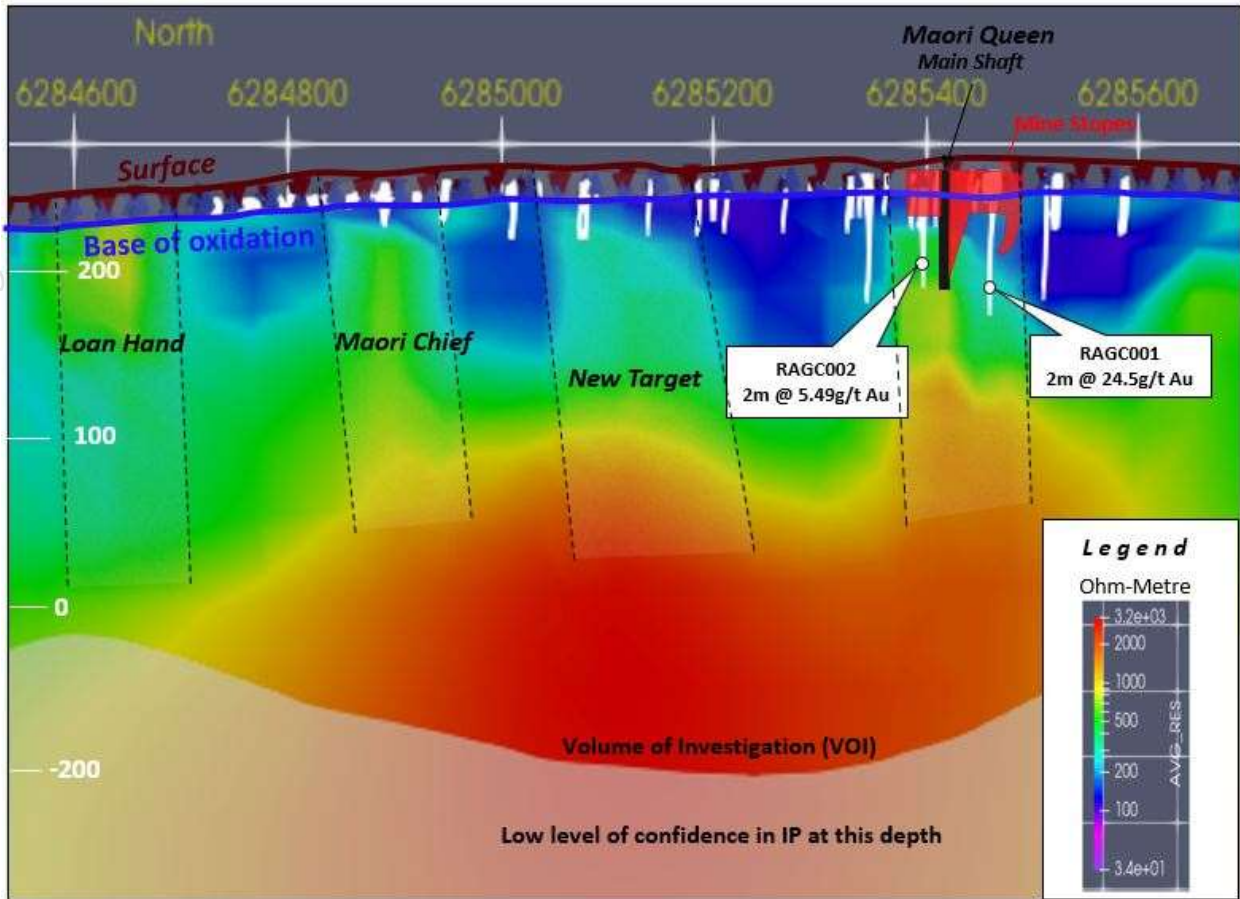 North
Maori Queen
Main Shaft
6284600 6284800 6285000 6285200 6285400 6285600
Mine Stopes
Surface
Base of oxidation
200
Loan Hand
Maori Chief
New Target
RAGC002
2m @ 5.49g/t Au
RAGC001
2m @ 24.5g/t Au
100
0
-200
Volume of Investigation (VOI)
Low level of confidence in IP at this depth
Legend
Ohm-Metre
3.2e+03
2000
1000
500
200
100
3.4e+01
AVG_RES